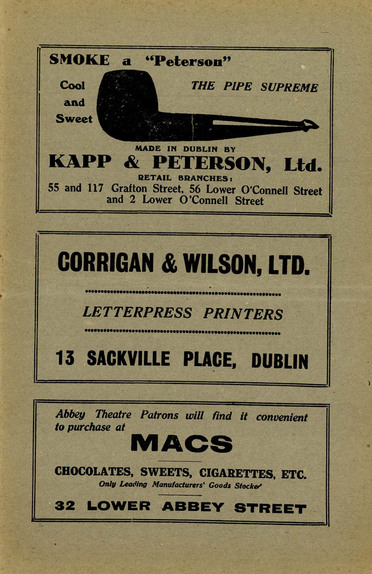 SMOKE a "Peterson"
Cool
and
Sweet
THE PIPE SUPREME
MADE IN DUBLIN BY
KAPP & PETERSON, Ltd.
RETAIL BRANCHES:
55 and 117 Grafton Street, 56 Lower O'Connell Street
and 2 Lower O'Connell Street
CORRIGAN & WILSON, LTD.
LETTERPRESS PRINTERS
13 SACKVILLE PLACE, DUBLIN
Abbey Theatre Patrons will find it convenient
to purchase at
MACS
CHOCOLATES, SWEETS, CIGARETTES, ETC.
Only Leading Manufacturers' Goods Stocked
32 LOWER ABBEY STREET